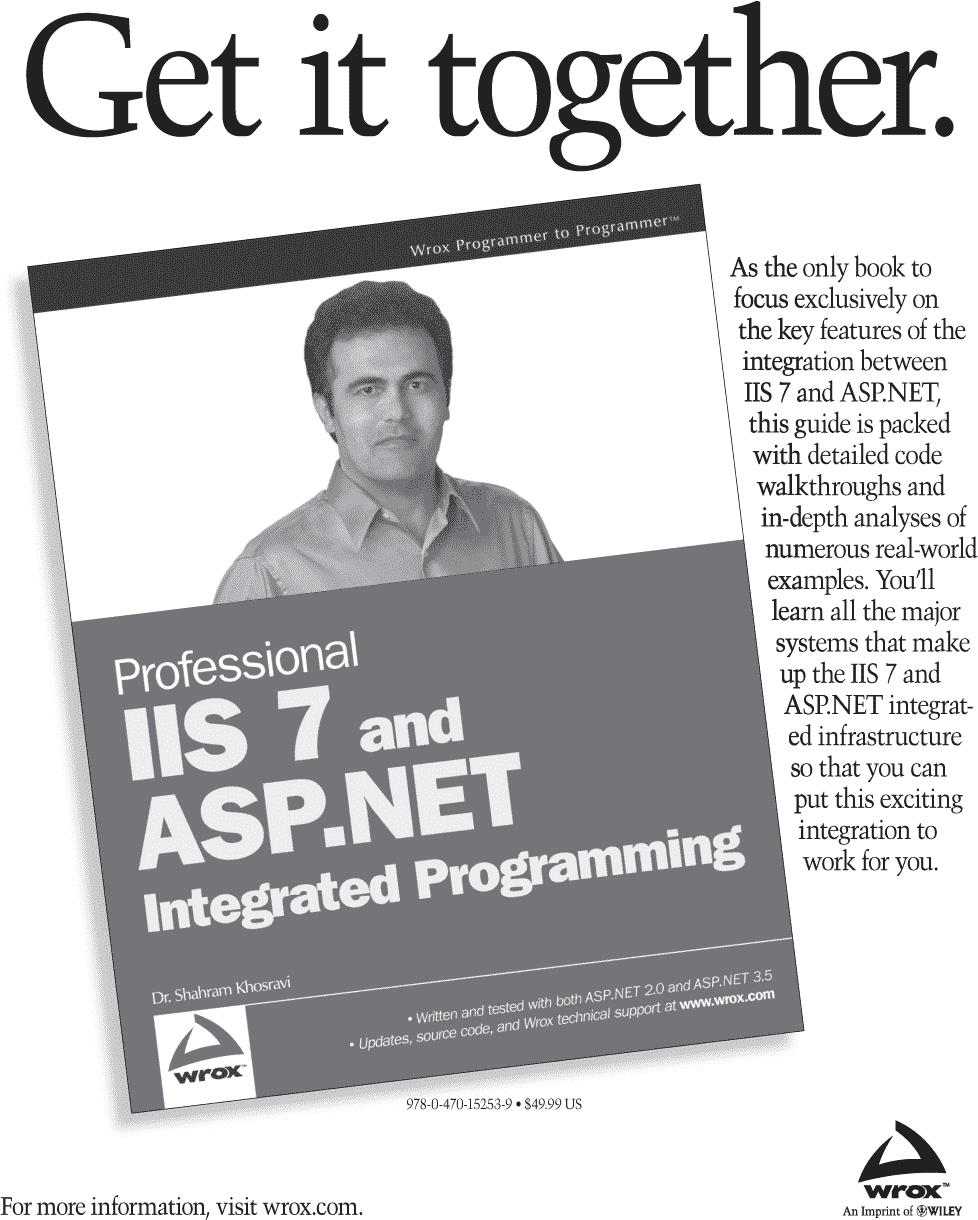 Get it together.
Wrox Programmer to Programmer™
As the only book to
focus exclusively on
the key features of the
integration between
IIS 7 and ASP.NET,
this guide is packed
with detailed code
walkthroughs and
in-depth analyses of
numerous real-world
examples. You'll
learn all the major
systems that make
up the IIS 7 and
ASP.NET integrat-
ed infrastructure
so that you can
put this exciting
integration to
work for you.
Professional
IIS 7 and
ASP.NET
Integrated Programming
Dr. Shahram Khosravi
• Written and tested with both ASP.NET 2.0 and ASP.NET 3.5
• Updates, source code, and Wrox technical support at www.wrox.com
wrox™
978-0-470-15253-9 • $49.99 US
wrox™
An Imprint of WILEY
For more information, visit wrox.com.